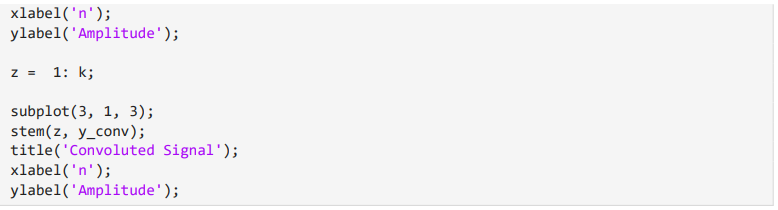 xlabel('n');
ylabel('Amplitude');
z =  1: k;
subplot(3, 1, 3);
stem(z, y_conv);
title('Convoluted Signal');
xlabel('n');
ylabel('Amplitude');